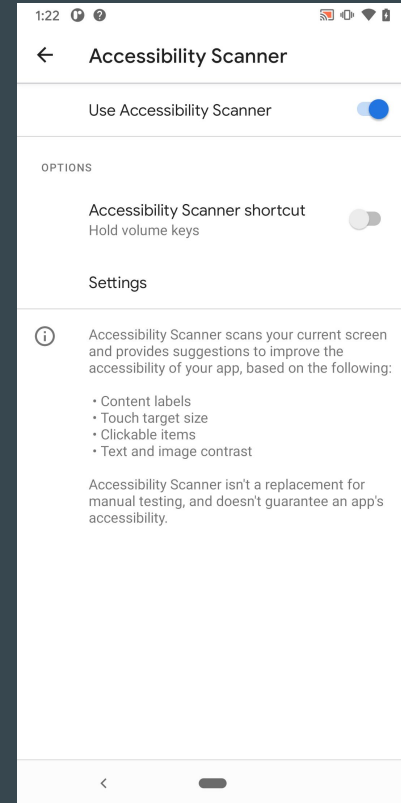 1:22
Accessibility Scanner
Use Accessibility Scanner
OPTIONS
Accessibility Scanner shortcut
Hold volume keys
Settings
Accessibility Scanner scans your current screen
and provides suggestions to improve the
accessibility of your app, based on the following:
• Content labels
• Touch target size
• Clickable items
• Text and image contrast
Accessibility Scanner isn't a replacement for
manual testing, and doesn't guarantee an app's
accessibility.